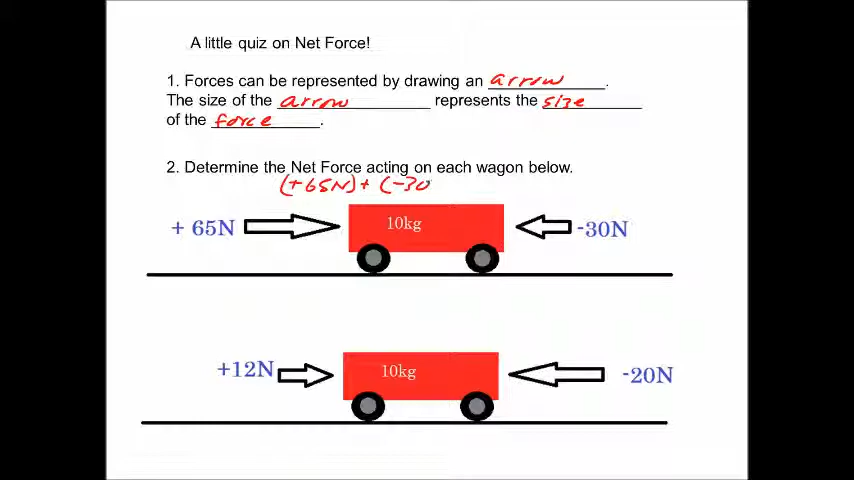 A little quiz on Net Force!
1. Forces can be represented by drawing an arrow.
The size of the arrow represents the size
of the force.
2. Determine the Net Force acting on each wagon below.
(+65N)+(-30
+ 65N 10kg -30N
+12N 10kg -20N